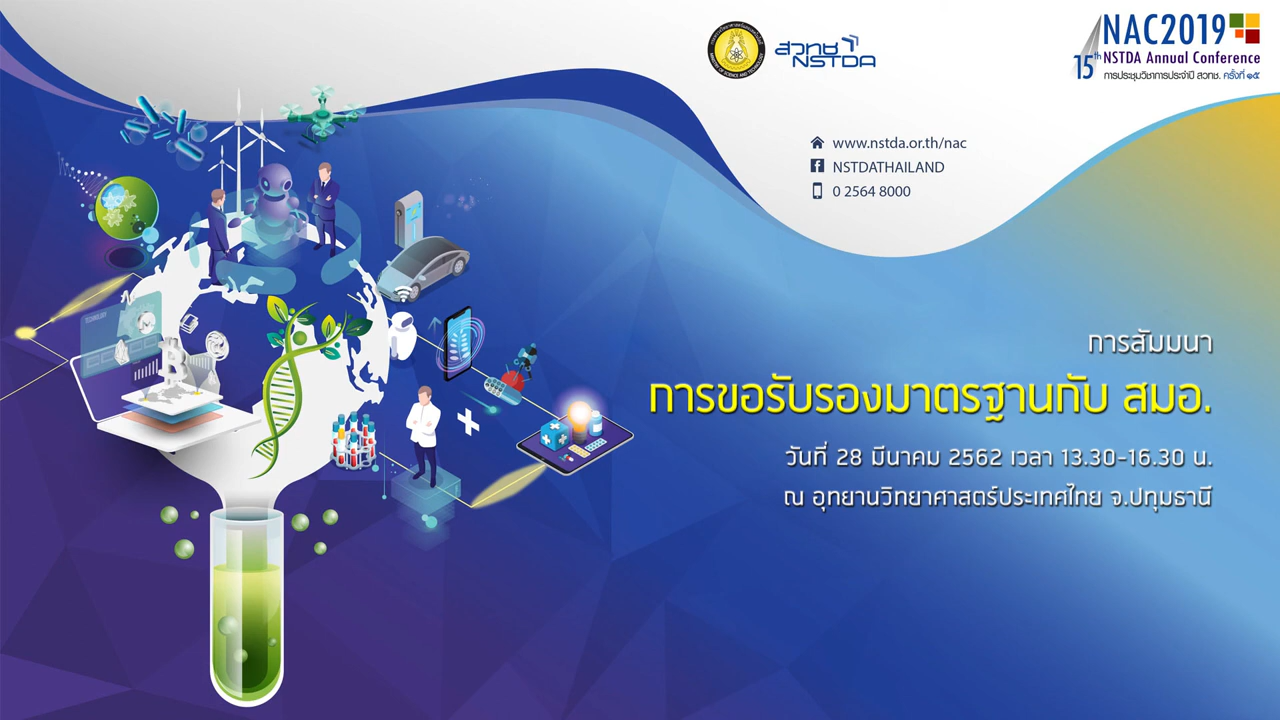 สวทช
NSTDA
NAC2019
15th NSTDA Annual Conference
การประชุมวิชาการประจำปี สวทช. ครั้งที่ ๑๕
www.nstda.or.th/nac
NSTDATHAILAND
0 2564 8000
การสัมมนา
การขอรับรองมาตรฐานกับ สมอ.
วันที่ 28 มีนาคม 2562 เวลา 13.30-16.30 น.
ณ อุทยานวิทยาศาสตร์ประเทศไทย จ.ปทุมธานี
TECHNOLOGY